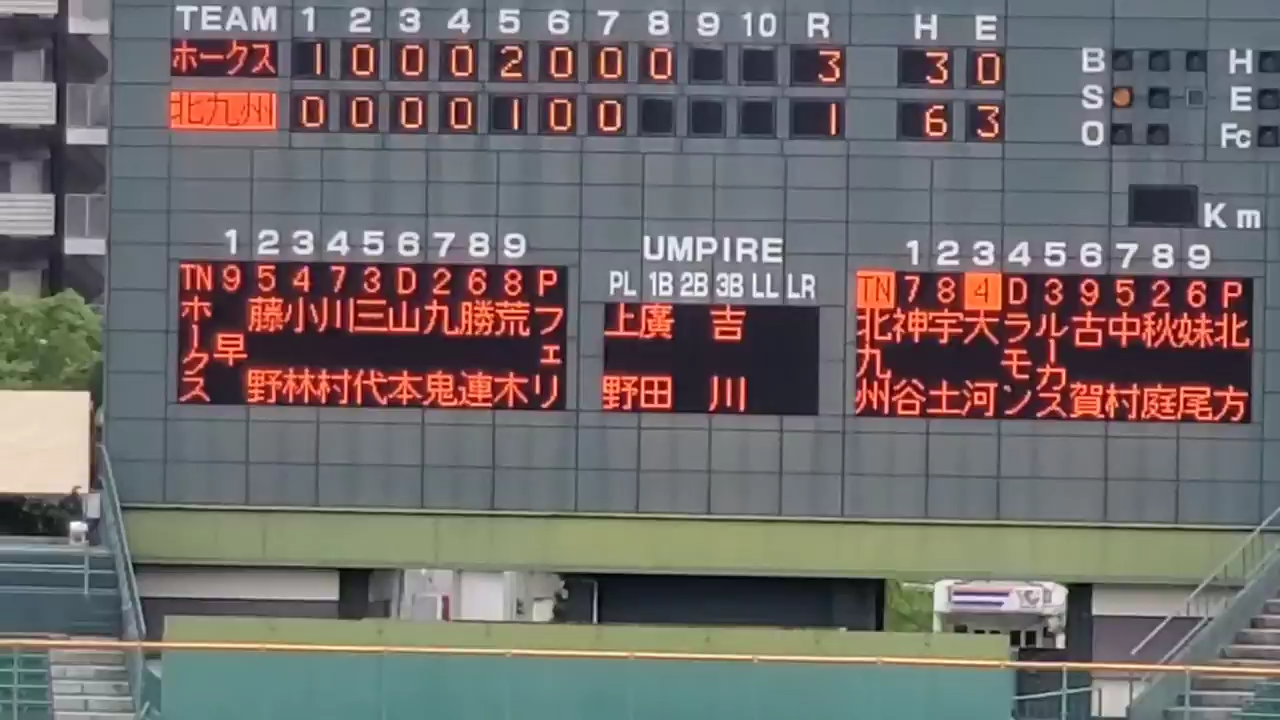 TEAM 1 2 3 4 5 6 7 8 9 10 R H E
ホークス 1 0 0 0 2 0 0 0 3 3 0
北九州 0 0 0 0 1 0 0 1 6 3
B H
S E
O Fc
Km
1 2 3 4 5 6 7 8 9
TN 9 5 4 7 3 D 2 6 8 P
ホークス 早 藤野 小林 川村 三代 山本 九鬼 勝連 荒木 フェリ
UMPIRE
PL 1B 2B 3B LL LR
上野 廣田 吉川
1 2 3 4 5 6 7 8 9
TN 7 8 4 D 3 9 5 2 6 P
北九州 神谷 宇土 大河 ラモン ルーカス 古賀 中村 秋庭 妹尾 北方